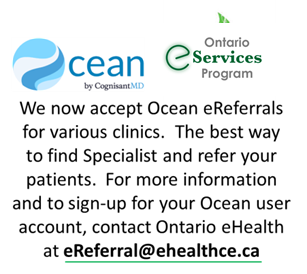 Ontario
eServices
Program
Ocean
by CognisantMD
We now accept Ocean eReferrals
for various clinics.  The best way
to find Specialist and refer your
patients.  For more information
and to sign-up for your Ocean user
account, contact Ontario eHealth
at eReferral@ehealthce.ca